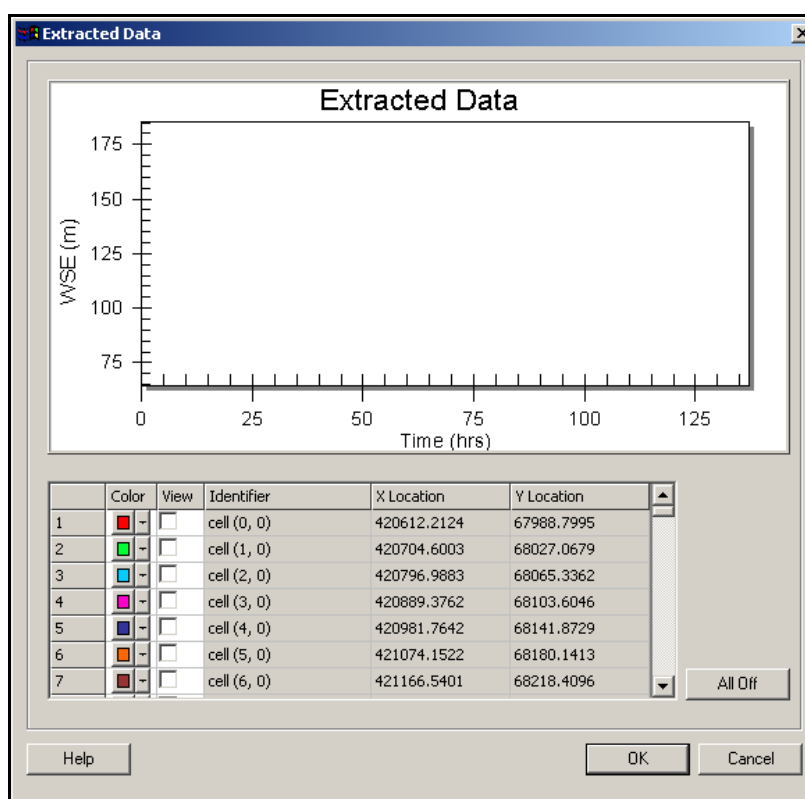 Extracted Data
Extracted Data
175
150
125
100
75
WSE (m)
0 25 50 75 100 125
Time (hrs)
Color View Identifier X Location Y Location
1 cell (0, 0) 420612.2124 67988.7995
2 cell (1, 0) 420704.6003 68027.0679
3 cell (2, 0) 420796.9883 68065.3362
4 cell (3, 0) 420889.3762 68103.6046
5 cell (4, 0) 420981.7642 68141.8729
6 cell (5, 0) 421074.1522 68180.1413
7 cell (6, 0) 421166.5401 68218.4096
All Off
Help OK Cancel